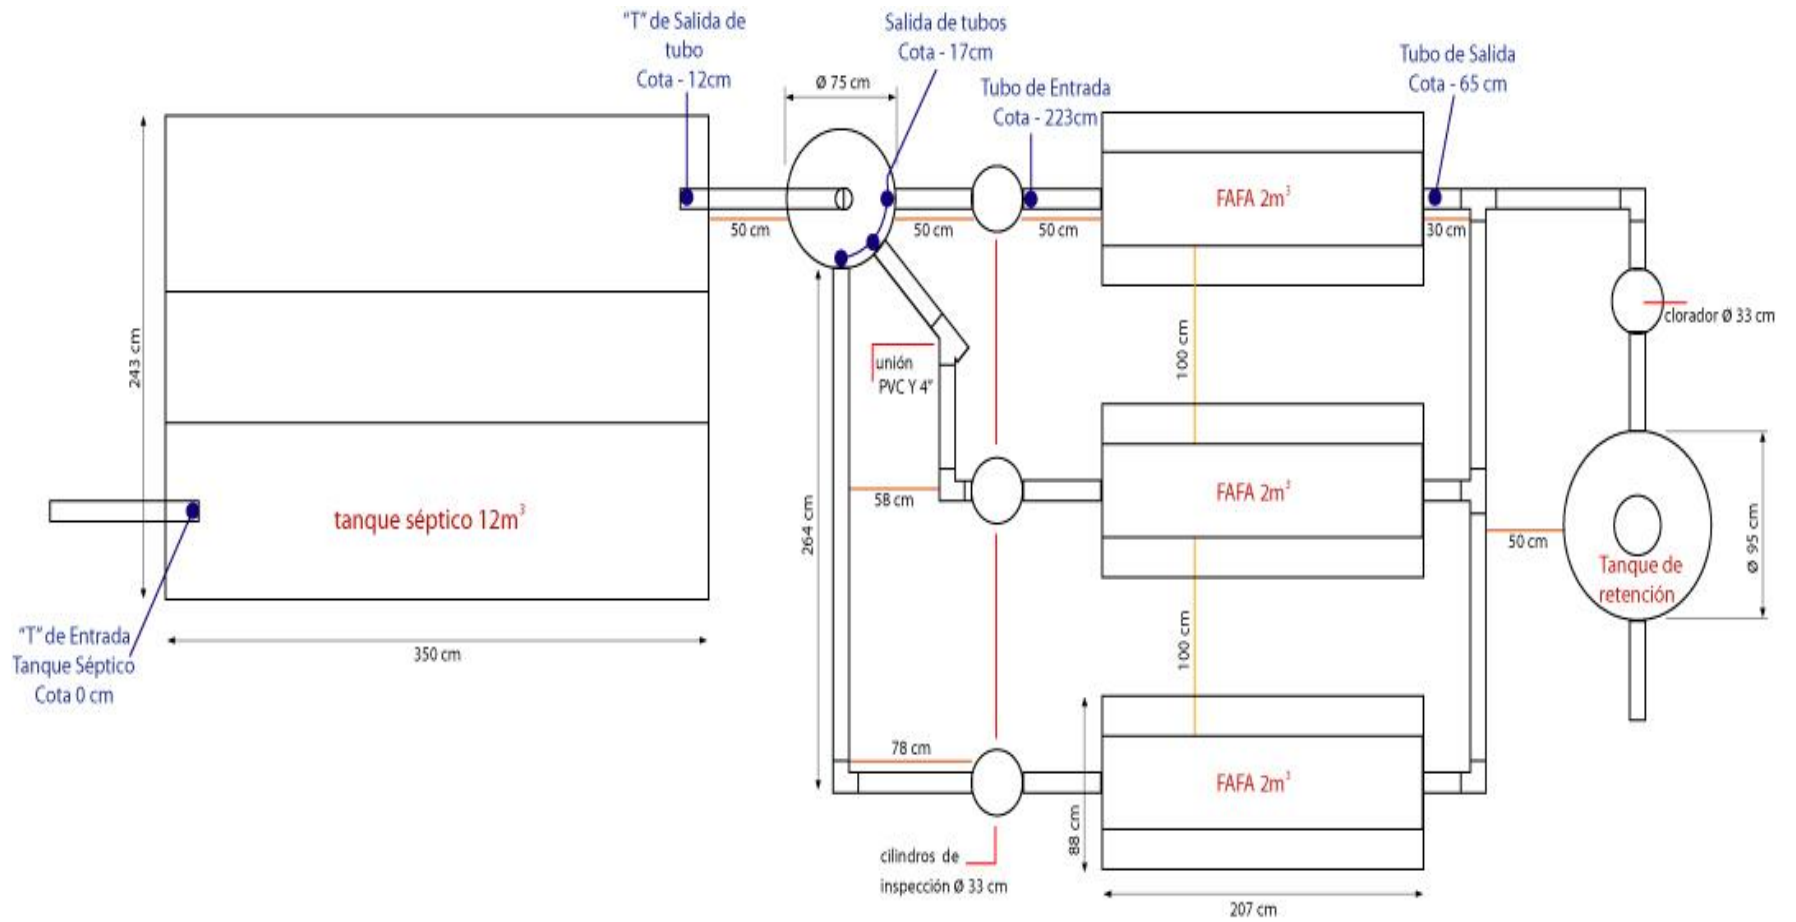 "T" de Salida de
tubo
Cota - 12cm
Salida de tubos
Cota - 17cm
Ø 75 cm
Tubo de Entrada
Cota - 223cm
Tubo de Salida
Cota - 65 cm
FAFA 2m³
50 cm
50 cm
50 cm
30 cm
243 cm
clorador Ø 33 cm
100 cm
unión
PVC Y 4"
tanque séptico 12m³
264 cm
58 cm
FAFA 2m³
50 cm
Tanque de
retención
Ø 95 cm
"T" de Entrada
Tanque Séptico
Cota 0 cm
350 cm
100 cm
78 cm
FAFA 2m³
88 cm
cilindros de
inspección Ø 33 cm
207 cm